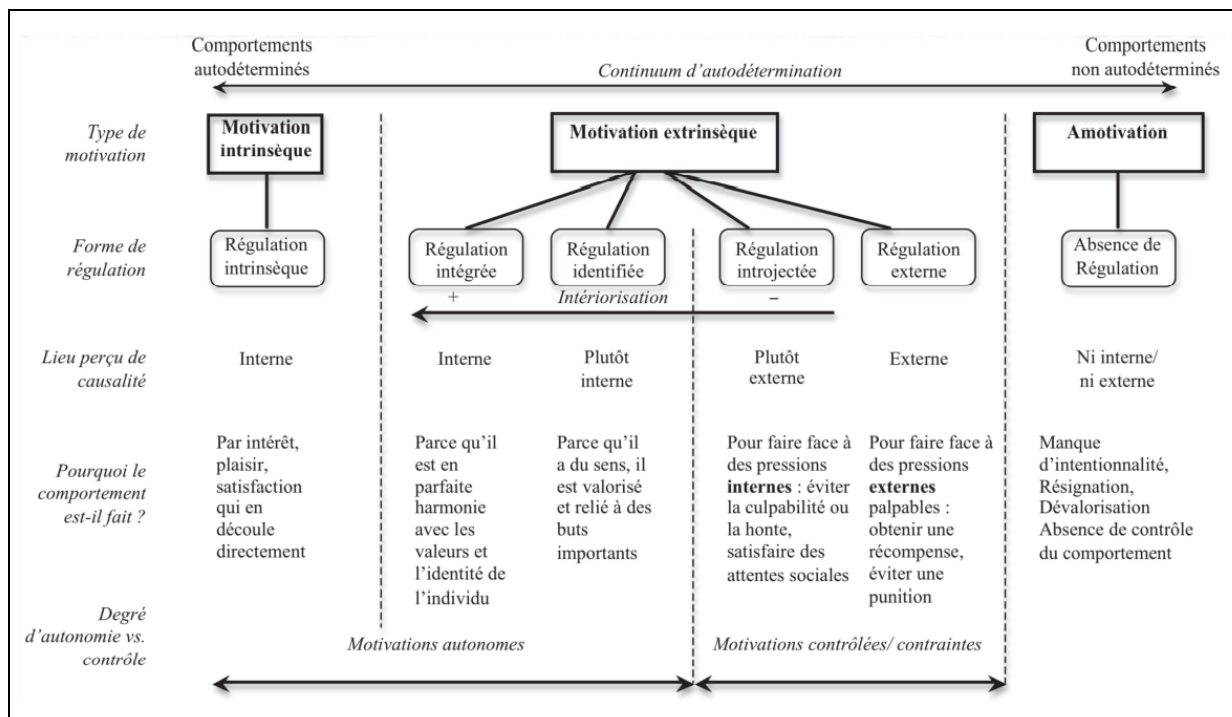 Comportements
autodéterminés
Continuum d'autodétermination
Comportements
non autodéterminés
Type de
motivation
Motivation
intrinsèque
Motivation extrinsèque
Amotivation
Forme de
régulation
Régulation
intrinsèque
Régulation
intégrée
Régulation
identifiée
Régulation
introjectée
Régulation
externe
Absence de
Régulation
+
Intériorisation
–
Lieu perçu de
causalité
Interne
Interne
Plutôt
interne
Plutôt
externe
Externe
Ni interne/
ni externe
Pourquoi le
comportement
est-il fait ?
Par intérêt,
plaisir,
satisfaction
qui en
découle
directement
Parce qu'il
est en
parfaite
harmonie
avec les
valeurs et
l'identité de
l'individu
Parce qu'il
a du sens, il
est valorisé
et relié à des
buts
importants
Pour faire face à
des pressions
internes : éviter
la culpabilité ou
la honte,
satisfaire des
attentes sociales
Pour faire face à
des pressions
externes
palpables :
obtenir une
récompense,
éviter une
punition
Manque
d'intentionnalité,
Résignation,
Dévalorisation
Absence de contrôle
du comportement
Degré
d'autonomie vs.
contrôle
Motivations autonomes
Motivations contrôlées/ contraintes